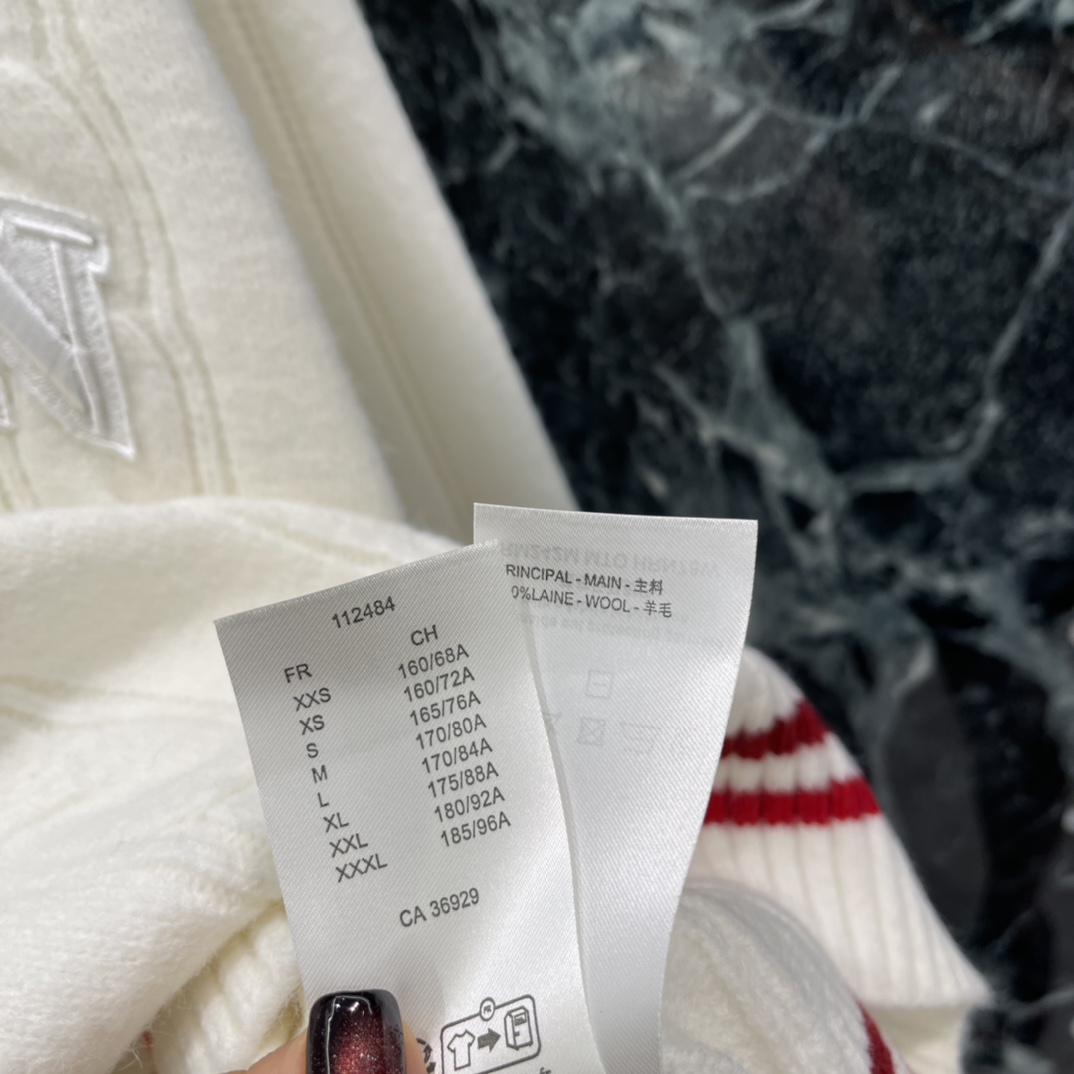 112484
FR CH
XXS 160/68A
XS 160/72A
S 165/76A
M 170/80A
L 170/84A
XL 175/88A
XXL 180/92A
XXXL 185/96A
CA 36929
FR
RINCIPAL - MAIN - 主料
0%LAINE - WOOL - 羊毛